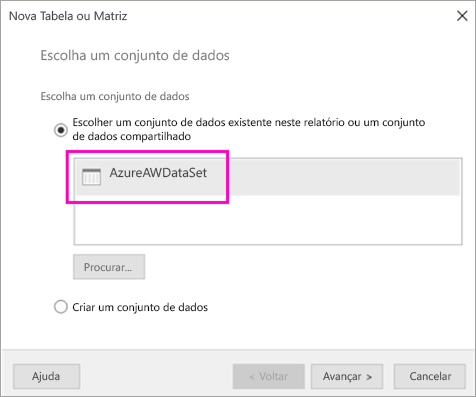 Nova Tabela ou Matriz
Escolha um conjunto de dados
Escolha um conjunto de dados
Escolher um conjunto de dados existente neste relatório ou um conjunto
de dados compartilhado
AzureAWDataSet
Procurar...
Criar um conjunto de dados
Ajuda
< Voltar
Avançar >
Cancelar